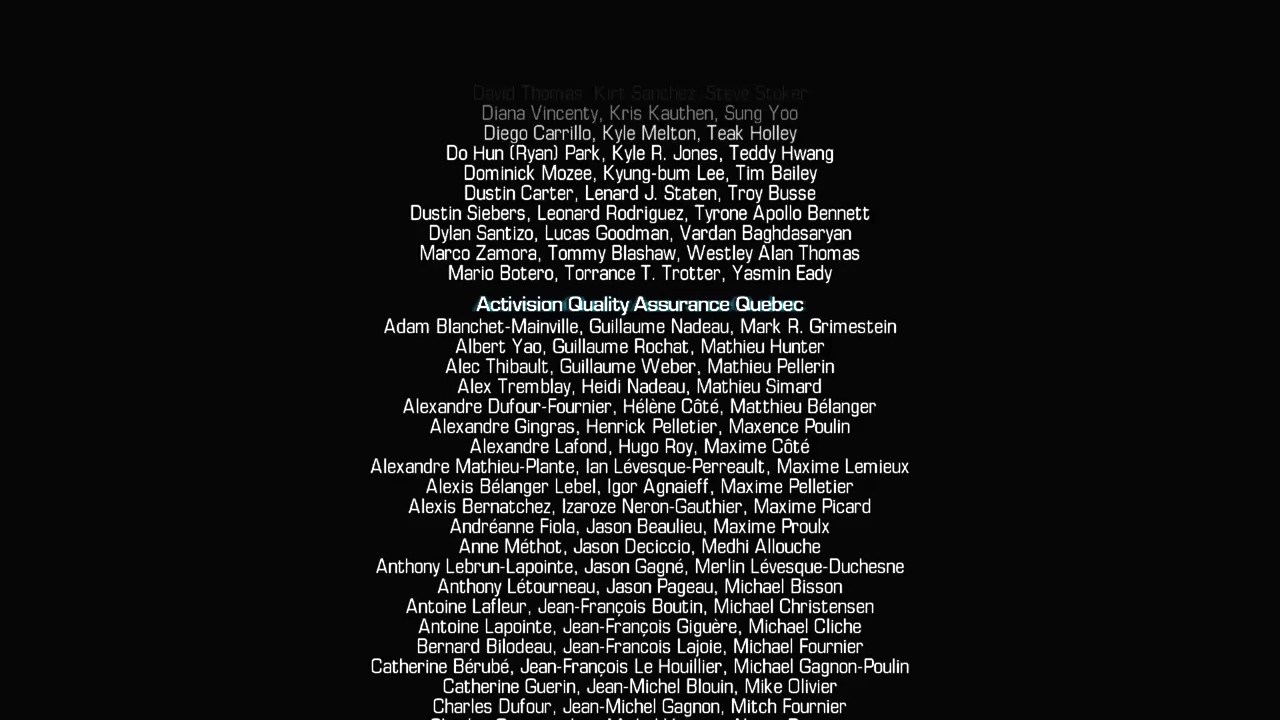 David Thomas, Kirt Sanchez, Steve Stoker
Diana Vincenty, Kris Kauthen, Sung Yoo
Diego Carrillo, Kyle Melton, Teak Holley
Do Hun (Ryan) Park, Kyle R. Jones, Teddy Hwang
Dominick Mozee, Kyung-bum Lee, Tim Bailey
Dustin Carter, Lenard J. Staten, Troy Busse
Dustin Siebers, Leonard Rodriguez, Tyrone Apollo Bennett
Dylan Santizo, Lucas Goodman, Vardan Baghdasaryan
Marco Zamora, Tommy Blashaw, Westley Alan Thomas
Mario Botero, Torrance T. Trotter, Yasmin Eady
Activision Quality Assurance Quebec
Adam Blanchet-Mainville, Guillaume Nadeau, Mark R. Grimestein
Albert Yao, Guillaume Rochat, Mathieu Hunter
Alec Thibault, Guillaume Weber, Mathieu Pellerin
Alex Tremblay, Heidi Nadeau, Mathieu Simard
Alexandre Dufour-Fournier, Hélène Côté, Matthieu Bélanger
Alexandre Gingras, Henrick Pelletier, Maxence Poulin
Alexandre Lafond, Hugo Roy, Maxime Côté
Alexandre Mathieu-Plante, Ian Lévesque-Perreault, Maxime Lemieux
Alexis Bélanger Lebel, Igor Agnaieff, Maxime Pelletier
Alexis Bernatchez, Izaroze Neron-Gauthier, Maxime Picard
Andréanne Fiola, Jason Beaulieu, Maxime Proulx
Anne Méthot, Jason Deciccio, Medhi Allouche
Anthony Lebrun-Lapointe, Jason Gagné, Merlin Lévesque-Duchesne
Anthony Létourneau, Jason Pageau, Michael Bisson
Antoine Lafleur, Jean-François Boutin, Michael Christensen
Antoine Lapointe, Jean-François Giguère, Michael Cliche
Bernard Bilodeau, Jean-Francois Lajoie, Michael Fournier
Catherine Bérubé, Jean-François Le Houillier, Michael Gagnon-Poulin
Catherine Guerin, Jean-Michel Blouin, Mike Olivier
Charles Dufour, Jean-Michel Gagnon, Mitch Fournier